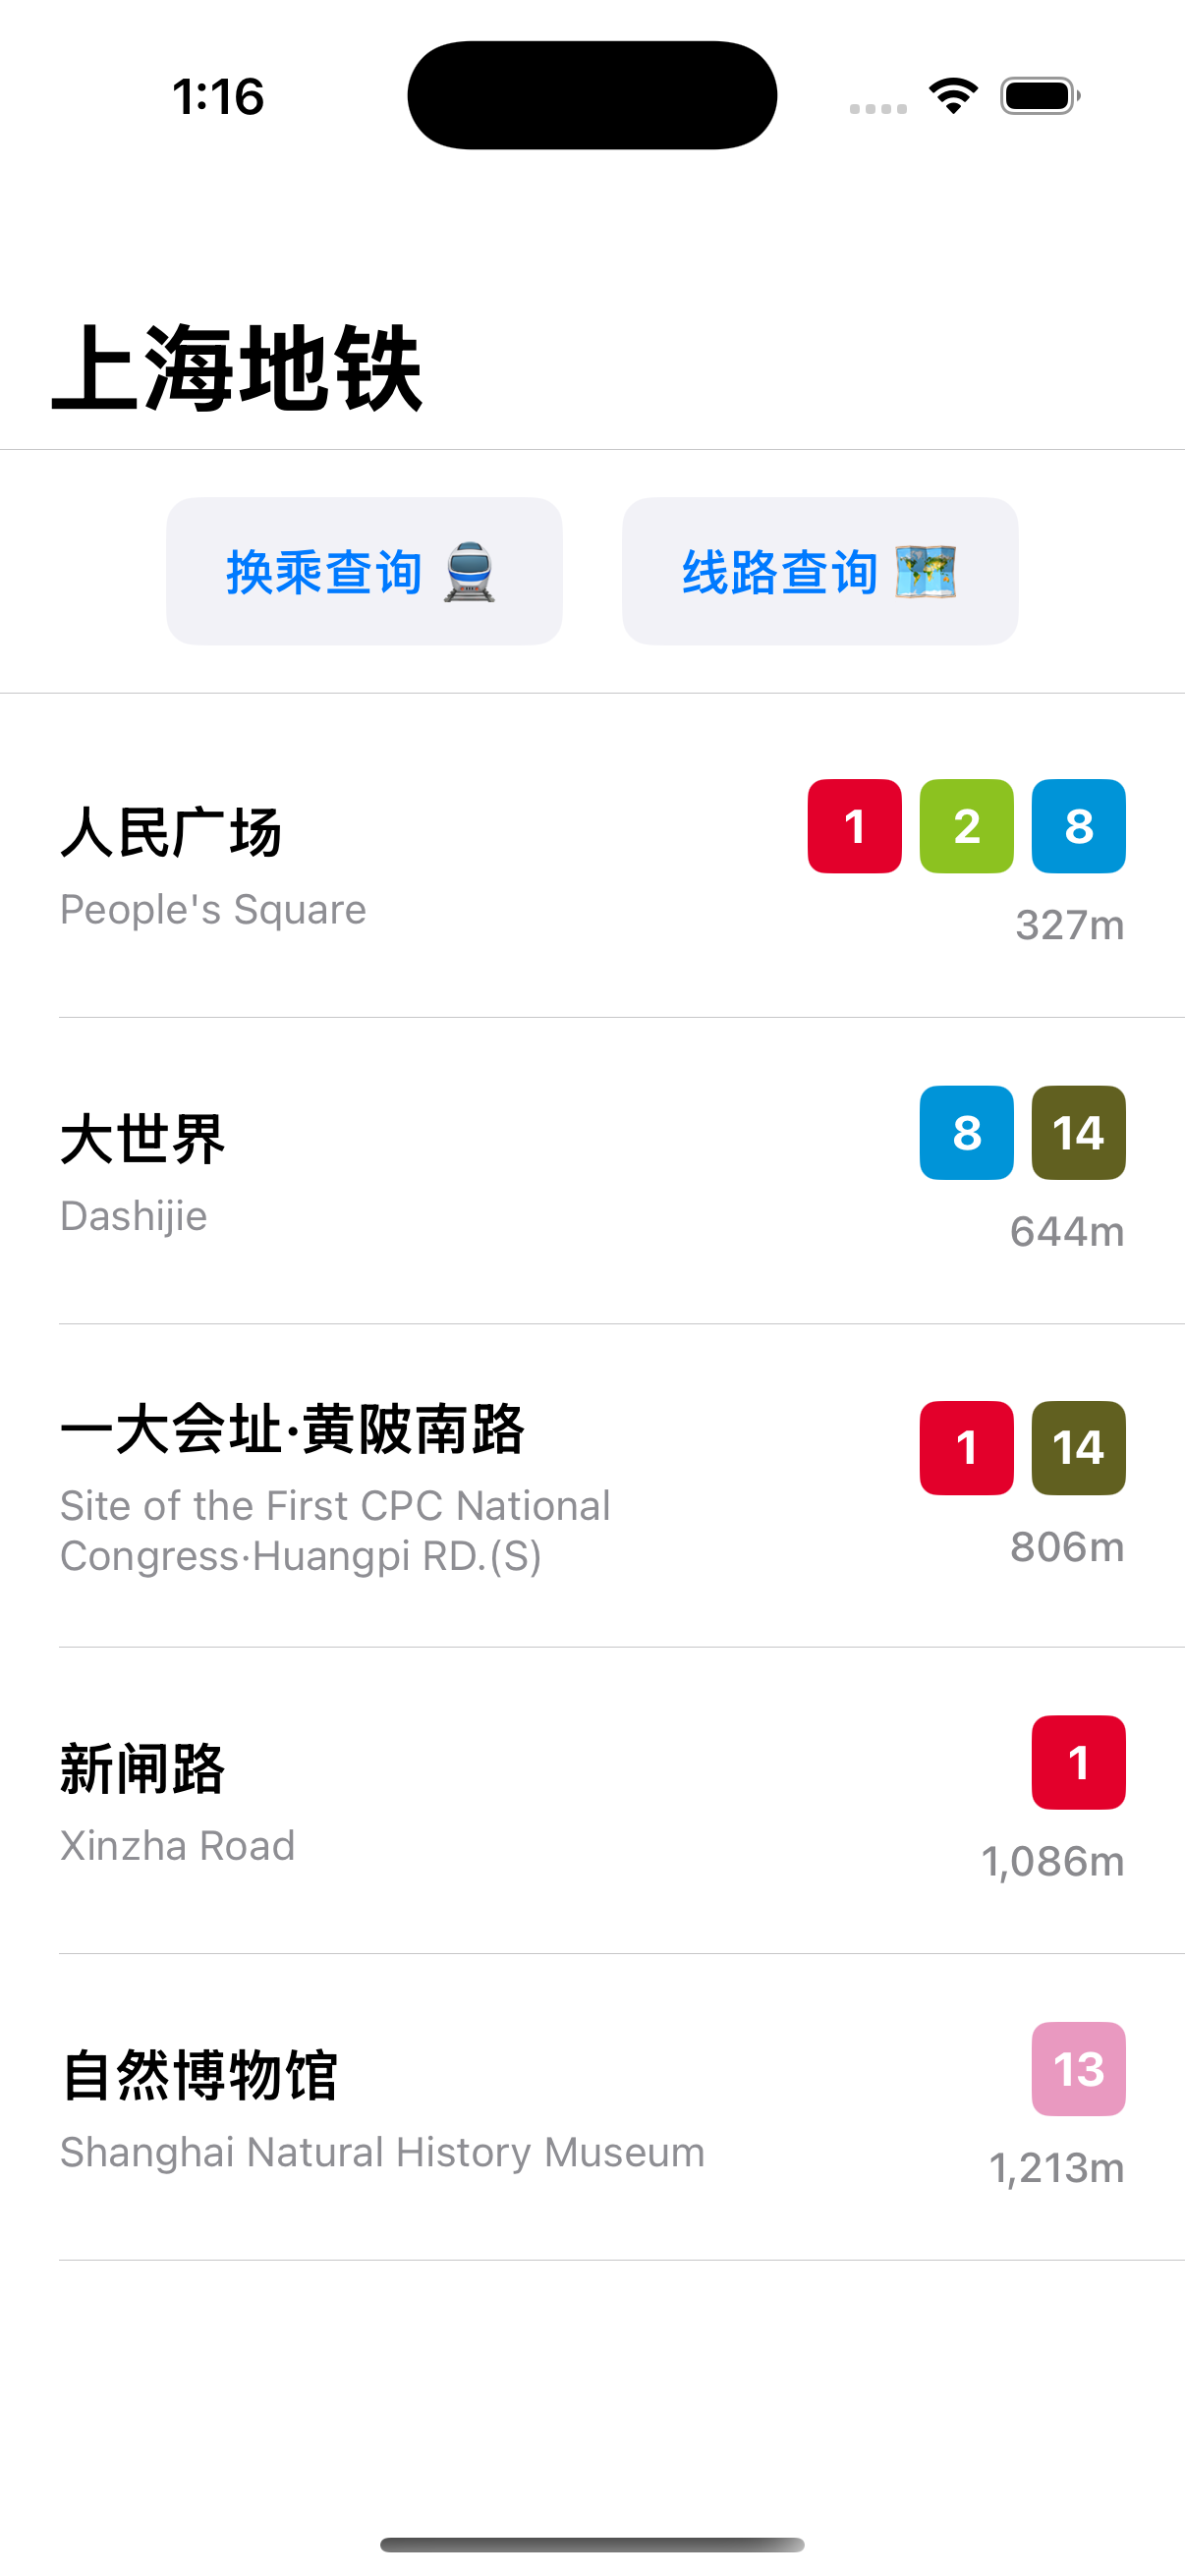 1:16
上海地铁
换乘查询 🚆
线路查询 🗺️
人民广场
1 2 8
People's Square
327m
大世界
8 14
Dashijie
644m
一大会址·黄陂南路
1 14
Site of the First CPC National
Congress·Huangpi RD.(S)
806m
新闸路
1
Xinzha Road
1,086m
自然博物馆
13
Shanghai Natural History Museum
1,213m